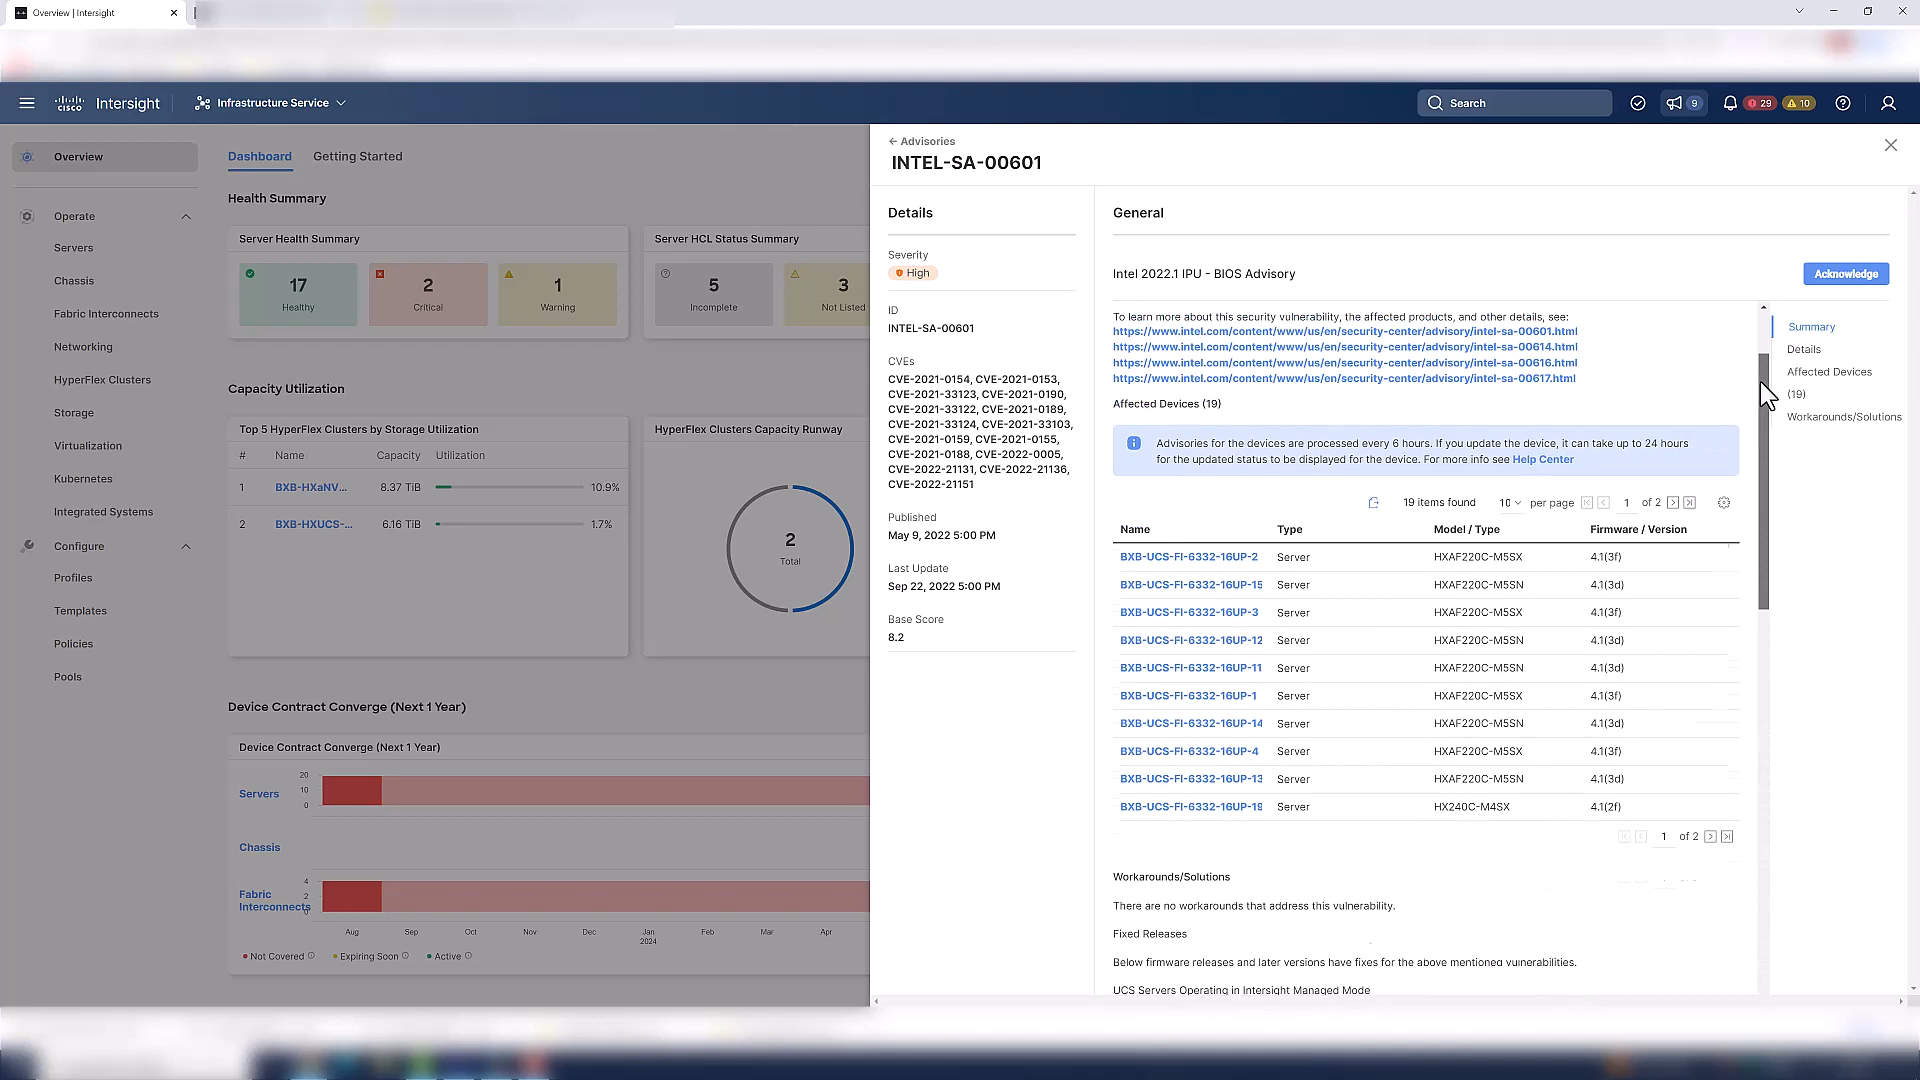 Overview | Intersight
cisco Intersight
Infrastructure Service
Search
9
29
10
Overview
Operate
Servers
Chassis
Fabric Interconnects
Networking
HyperFlex Clusters
Storage
Virtualization
Kubernetes
Integrated Systems
Configure
Profiles
Templates
Policies
Pools
Dashboard
Getting Started
Health Summary
Server Health Summary
17
Healthy
2
Critical
1
Warning
Server HCL Status Summary
5
Incomplete
3
Not Listed
Capacity Utilization
Top 5 HyperFlex Clusters by Storage Utilization
# Name Capacity Utilization
1 BXB-HXaNV... 8.37 TiB 10.9%
2 BXB-HXUCS-... 6.16 TiB 1.7%
HyperFlex Clusters Capacity Runway
2
Total
Device Contract Converge (Next 1 Year)
Device Contract Converge (Next 1 Year)
Servers
20
10
0
Chassis
Fabric
Interconnects
4
2
0
Aug Sep Oct Nov Dec Jan Feb Mar Apr
2024
Not Covered Expiring Soon Active
Advisories
INTEL-SA-00601
Details
Severity
High
ID
INTEL-SA-00601
CVEs
CVE-2021-0154, CVE-2021-0153,
CVE-2021-33123, CVE-2021-0190,
CVE-2021-33122, CVE-2021-0189,
CVE-2021-33124, CVE-2021-33103,
CVE-2021-0159, CVE-2021-0155,
CVE-2021-0188, CVE-2022-0005,
CVE-2022-21131, CVE-2022-21136,
CVE-2022-21151
Published
May 9, 2022 5:00 PM
Last Update
Sep 22, 2022 5:00 PM
Base Score
8.2
General
Intel 2022.1 IPU - BIOS Advisory
Acknowledge
To learn more about this security vulnerability, the affected products, and other details, see:
https://www.intel.com/content/www/us/en/security-center/advisory/intel-sa-00601.html
https://www.intel.com/content/www/us/en/security-center/advisory/intel-sa-00614.html
https://www.intel.com/content/www/us/en/security-center/advisory/intel-sa-00616.html
https://www.intel.com/content/www/us/en/security-center/advisory/intel-sa-00617.html
Affected Devices (19)
Advisories for the devices are processed every 6 hours. If you update the device, it can take up to 24 hours
for the updated status to be displayed for the device. For more info see Help Center
19 items found 10 per page 1 of 2
Name Type Model / Type Firmware / Version
BXB-UCS-FI-6332-16UP-2 Server HXAF220C-M5SX 4.1(3f)
BXB-UCS-FI-6332-16UP-15 Server HXAF220C-M5SN 4.1(3d)
BXB-UCS-FI-6332-16UP-3 Server HXAF220C-M5SX 4.1(3f)
BXB-UCS-FI-6332-16UP-12 Server HXAF220C-M5SN 4.1(3d)
BXB-UCS-FI-6332-16UP-11 Server HXAF220C-M5SN 4.1(3d)
BXB-UCS-FI-6332-16UP-1 Server HXAF220C-M5SX 4.1(3f)
BXB-UCS-FI-6332-16UP-14 Server HXAF220C-M5SN 4.1(3d)
BXB-UCS-FI-6332-16UP-4 Server HXAF220C-M5SX 4.1(3f)
BXB-UCS-FI-6332-16UP-13 Server HXAF220C-M5SN 4.1(3d)
BXB-UCS-FI-6332-16UP-19 Server HX240C-M4SX 4.1(2f)
1 of 2
Workarounds/Solutions
There are no workarounds that address this vulnerability.
Fixed Releases
Below firmware releases and later versions have fixes for the above mentioned vulnerabilities.
UCS Servers Operating in Intersight Managed Mode
Summary
Details
Affected Devices
(19)
Workarounds/Solutions